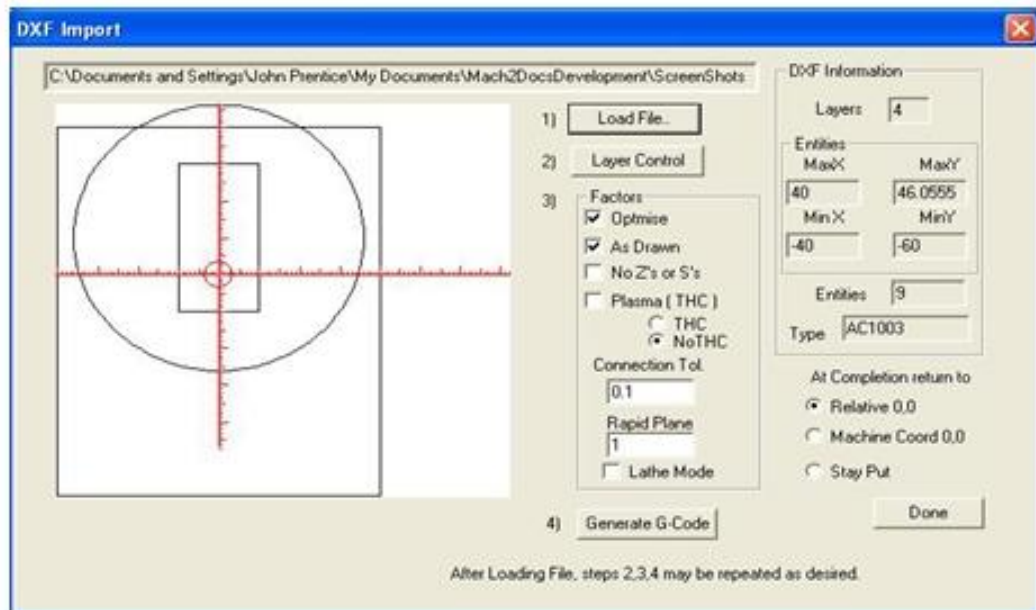 DXF Import
C:\Documents and Settings\John Prentice\My Documents\Mach2DocsDevelopment\ScreenShots
1) Load File..
2) Layer Control
3) Factors
Optmise
As Drawn
No Z's or S's
Plasma ( THC )
THC
NoTHC
Connection Tol.
0.1
Rapid Plane
1
Lathe Mode
4) Generate G-Code
DXF Information
Layers 4
Entities
MaxX MaxY
40 46.0555
Min X MinY
-40 -60
Entities 9
Type AC1003
At Completion return to
Relative 0,0
Machine Coord 0,0
Stay Put
Done
After Loading File, steps 2,3,4 may be repeated as desired.